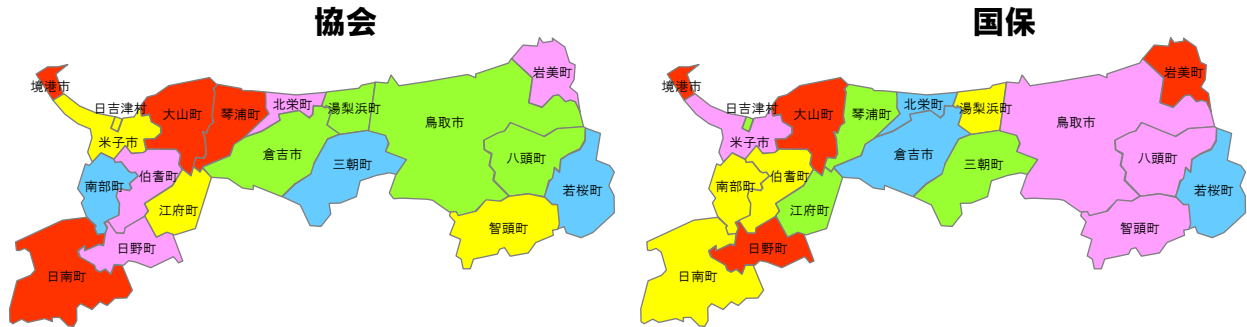 協会
国保
岩美町
境港市
日吉津村
大山町
琴浦町
北栄町
湯梨浜町
鳥取市
米子市
倉吉市
三朝町
八頭町
南部町
伯耆町
若桜町
江府町
智頭町
日野町
日南町
岩美町
境港市
日吉津村
大山町
琴浦町
北栄町
湯梨浜町
鳥取市
米子市
倉吉市
三朝町
八頭町
南部町
伯耆町
若桜町
江府町
智頭町
日野町
日南町